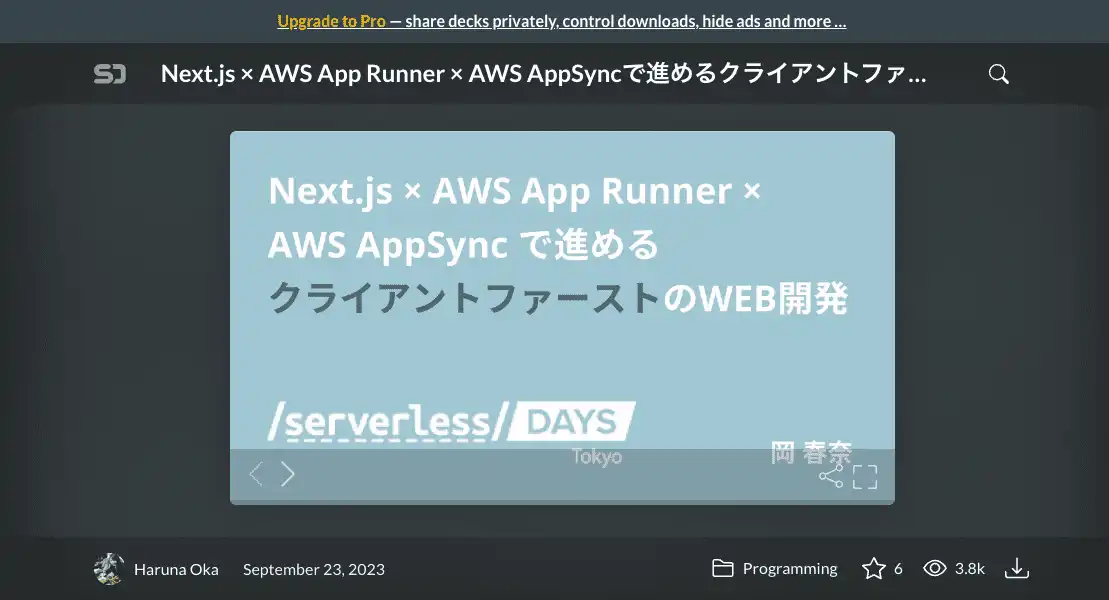 Upgrade to Pro — share decks privately, control downloads, hide ads and more …
SD
Next.js × AWS App Runner × AWS AppSyncで進めるクライアントファ…
Next.js × AWS App Runner ×
AWS AppSync で進める
クライアントファーストのWEB開発
/serverless/ DAYS
Tokyo
岡 春奈
Haruna Oka
September 23, 2023
Programming
6
3.8k